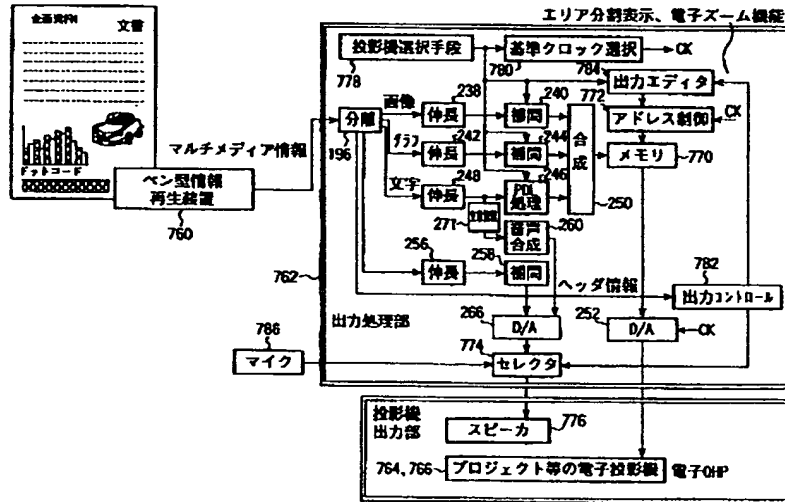 エリア分割表示、電子ズーム機能
文書
投影機選択手段
778
基準クロック選択
780
CK
784
出力エディタ
772
アドレス制御
CK
メモリ
770
画像
238
伸長
240
補間
分離
196
グラフ
242
伸長
244
補間
合成
250
マルチメディア情報
文字
248
伸長
246
PDL
処理
271
260
音声
合成
ドットコード
ペン型情報
再生装置
760
256
伸長
258
補間
762
ヘッダ情報
782
出力コントロール
出力処理部
266
D/A
252
D/A
CK
786
マイク
774
セレクタ
投影機
出力部
スピーカ
776
764,766
プロジェクト等の電子投影機
電子OHP